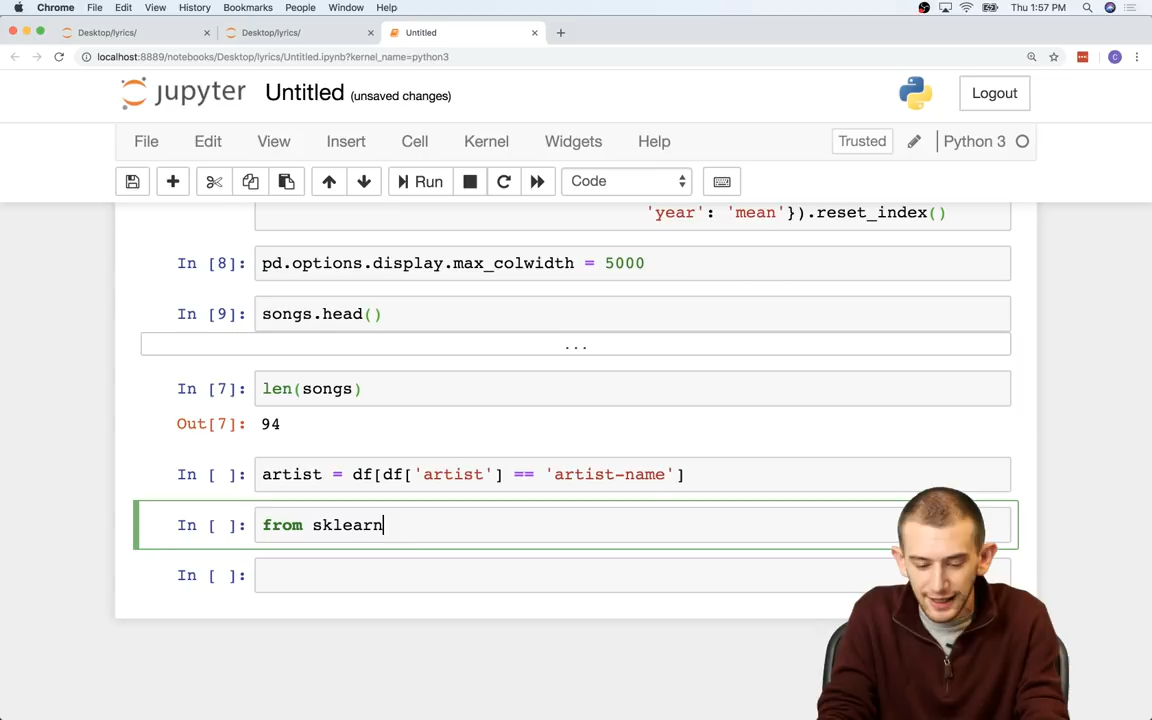 Chrome File Edit View History Bookmarks People Window Help Thu 1:57 PM
Desktop/lyrics/ Desktop/lyrics/ Untitled
localhost:8889/notebooks/Desktop/lyrics/Untitled.ipynb?kernel_name=python3
jupyter Untitled (unsaved changes) Logout
File Edit View Insert Cell Kernel Widgets Help Trusted Python 3
Run Code
'year': 'mean'}).reset_index()
In [8]: pd.options.display.max_colwidth = 5000
In [9]: songs.head()
...
In [7]: len(songs)
Out[7]: 94
In [ ]: artist = df[df['artist'] == 'artist-name']
In [ ]: from sklearn
In [ ]: